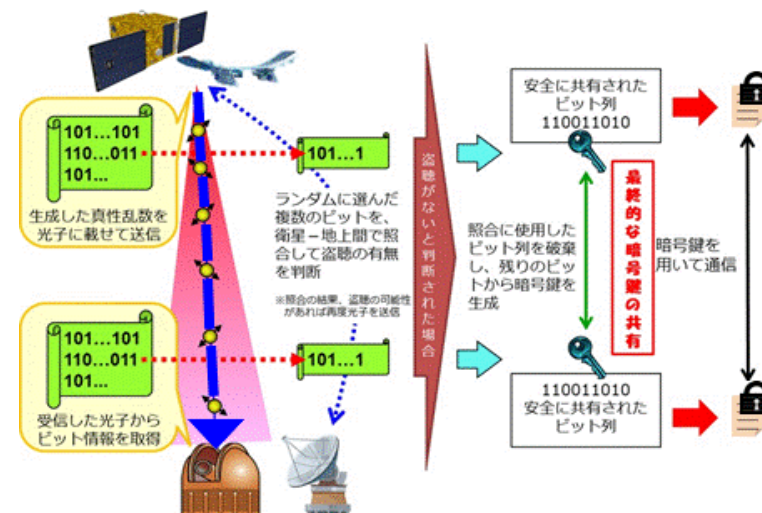 101...101
110...011
101...
生成した真性乱数を
光子に載せて送信
101...1
ランダムに選んだ
複数のビットを、
衛星－地上間で照
合して盗聴の有無
を判断
※照合の結果、盗聴の可能性
があれば再度光子を送信
101...101
110...011
101...
受信した光子から
ビット情報を取得
101...1
盗聴がないと判断された場合
安全に共有された
ビット列
110011010
照合に使用した
ビット列を破棄
し、残りのビッ
トから暗号鍵を
生成
最終的な暗号鍵の共有
110011010
安全に共有された
ビット列
暗号鍵を
用いて通信